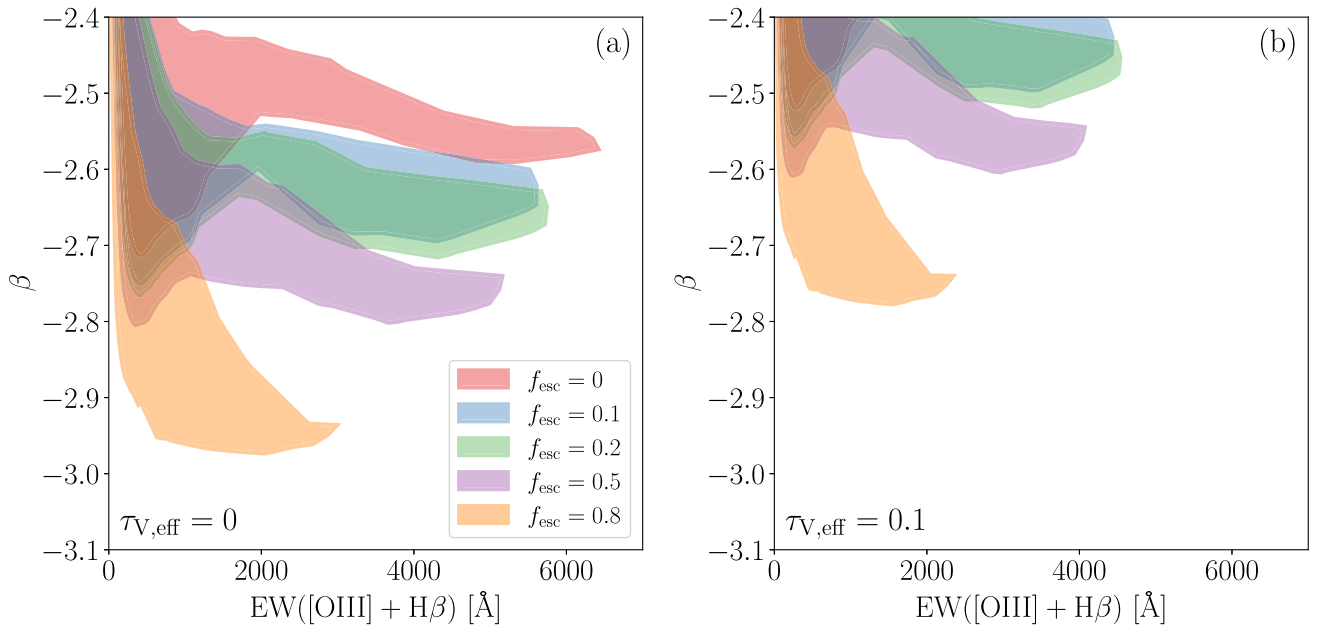 (a)
β
−2.4
−2.5
−2.6
−2.7
−2.8
−2.9
−3.0
−3.1
f_esc = 0
f_esc = 0.1
f_esc = 0.2
f_esc = 0.5
f_esc = 0.8
τ_V,eff = 0
0 2000 4000 6000
EW([OIII] + Hβ) [Å]
(b)
β
−2.4
−2.5
−2.6
−2.7
−2.8
−2.9
−3.0
−3.1
τ_V,eff = 0.1
0 2000 4000 6000
EW([OIII] + Hβ) [Å]